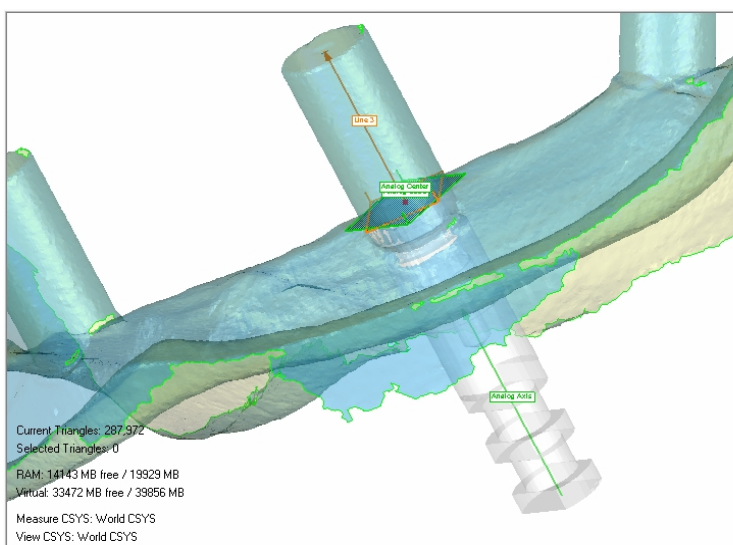 Line 3
Analog Center
Analog Axis
Current Triangles: 287,972
Selected Triangles: 0
RAM: 14143 MB free / 19929 MB
Virtual: 33472 MB free / 39856 MB
Measure CSYS: World CSYS
View CSYS: World CSYS